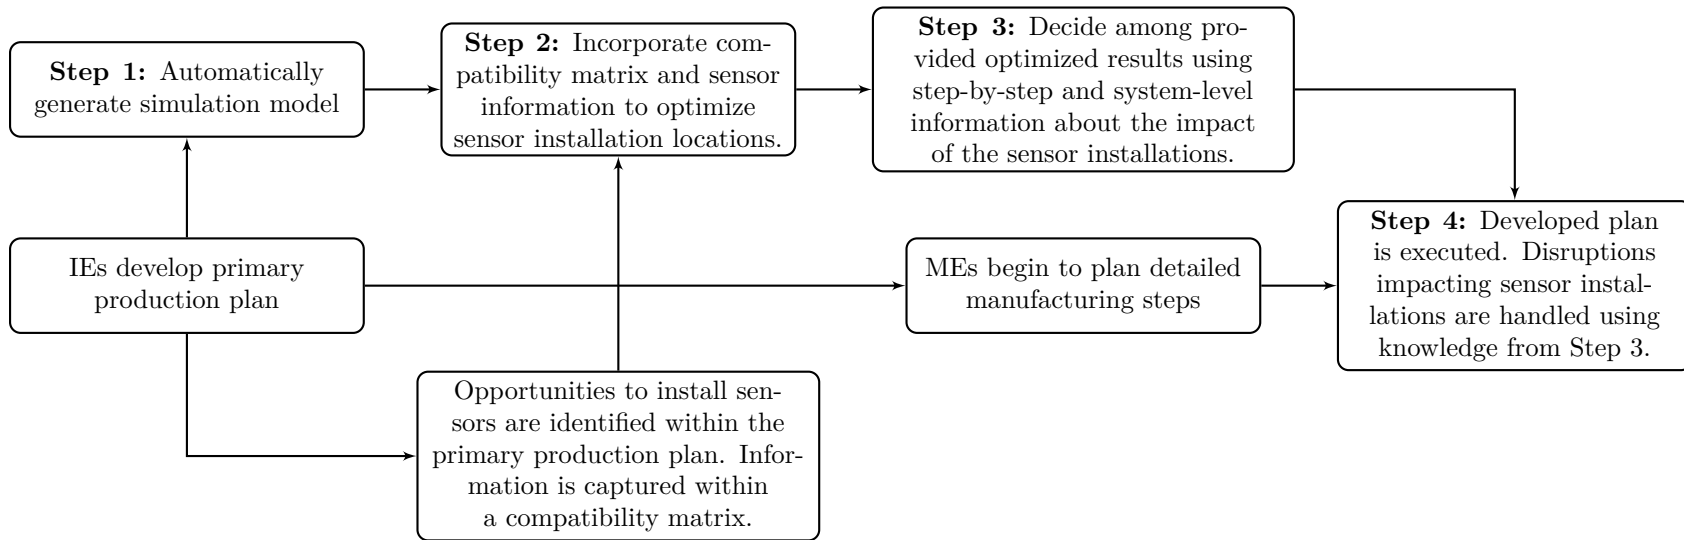 Step 1: Automatically
generate simulation model
Step 2: Incorporate com-
patibility matrix and sensor
information to optimize
sensor installation locations.
Step 3: Decide among pro-
vided optimized results using
step-by-step and system-level
information about the impact
of the sensor installations.
IEs develop primary
production plan
MEs begin to plan detailed
manufacturing steps
Step 4: Developed plan
is executed. Disruptions
impacting sensor instal-
lations are handled using
knowledge from Step 3.
Opportunities to install sen-
sors are identified within the
primary production plan. Infor-
mation is captured within
a compatibility matrix.